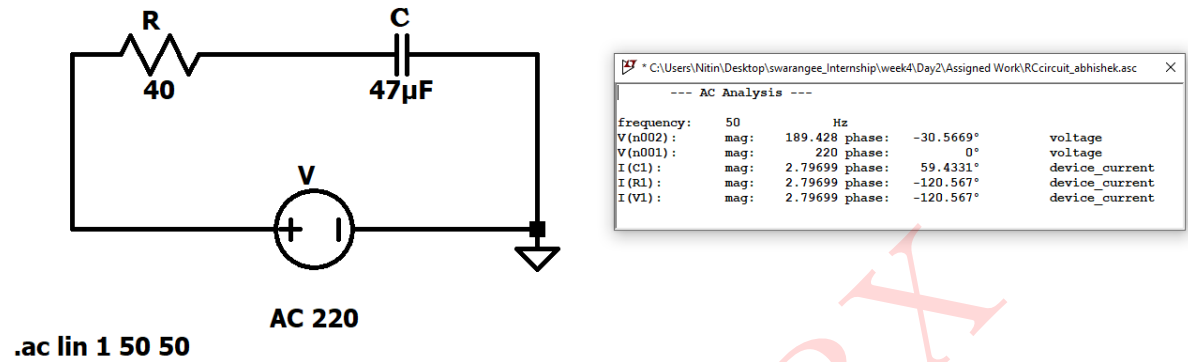 R
C
40
47µF
V
AC 220
.ac lin 1 50 50
* C:\Users\Nitin\Desktop\swarangee_Internship\week4\Day2\Assigned Work\RCcircuit_abhishek.asc
--- AC Analysis ---
frequency: 50 Hz
V(n002): mag: 189.428 phase: -30.5669° voltage
V(n001): mag: 220 phase: 0° voltage
I(C1): mag: 2.79699 phase: 59.4331° device_current
I(R1): mag: 2.79699 phase: -120.567° device_current
I(V1): mag: 2.79699 phase: -120.567° device_current